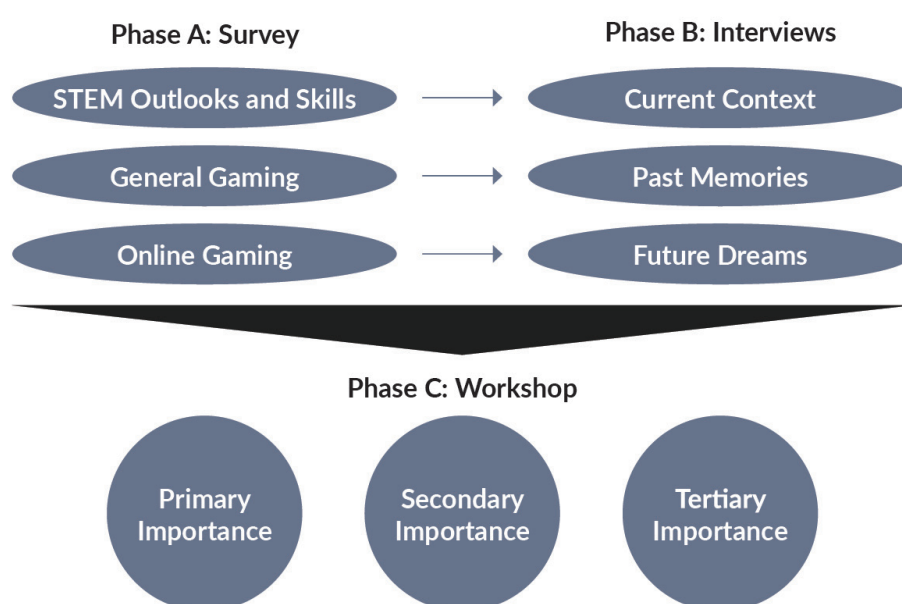 Phase A: Survey
Phase B: Interviews
STEM Outlooks and Skills
Current Context
General Gaming
Past Memories
Online Gaming
Future Dreams
Phase C: Workshop
Primary
Importance
Secondary
Importance
Tertiary
Importance